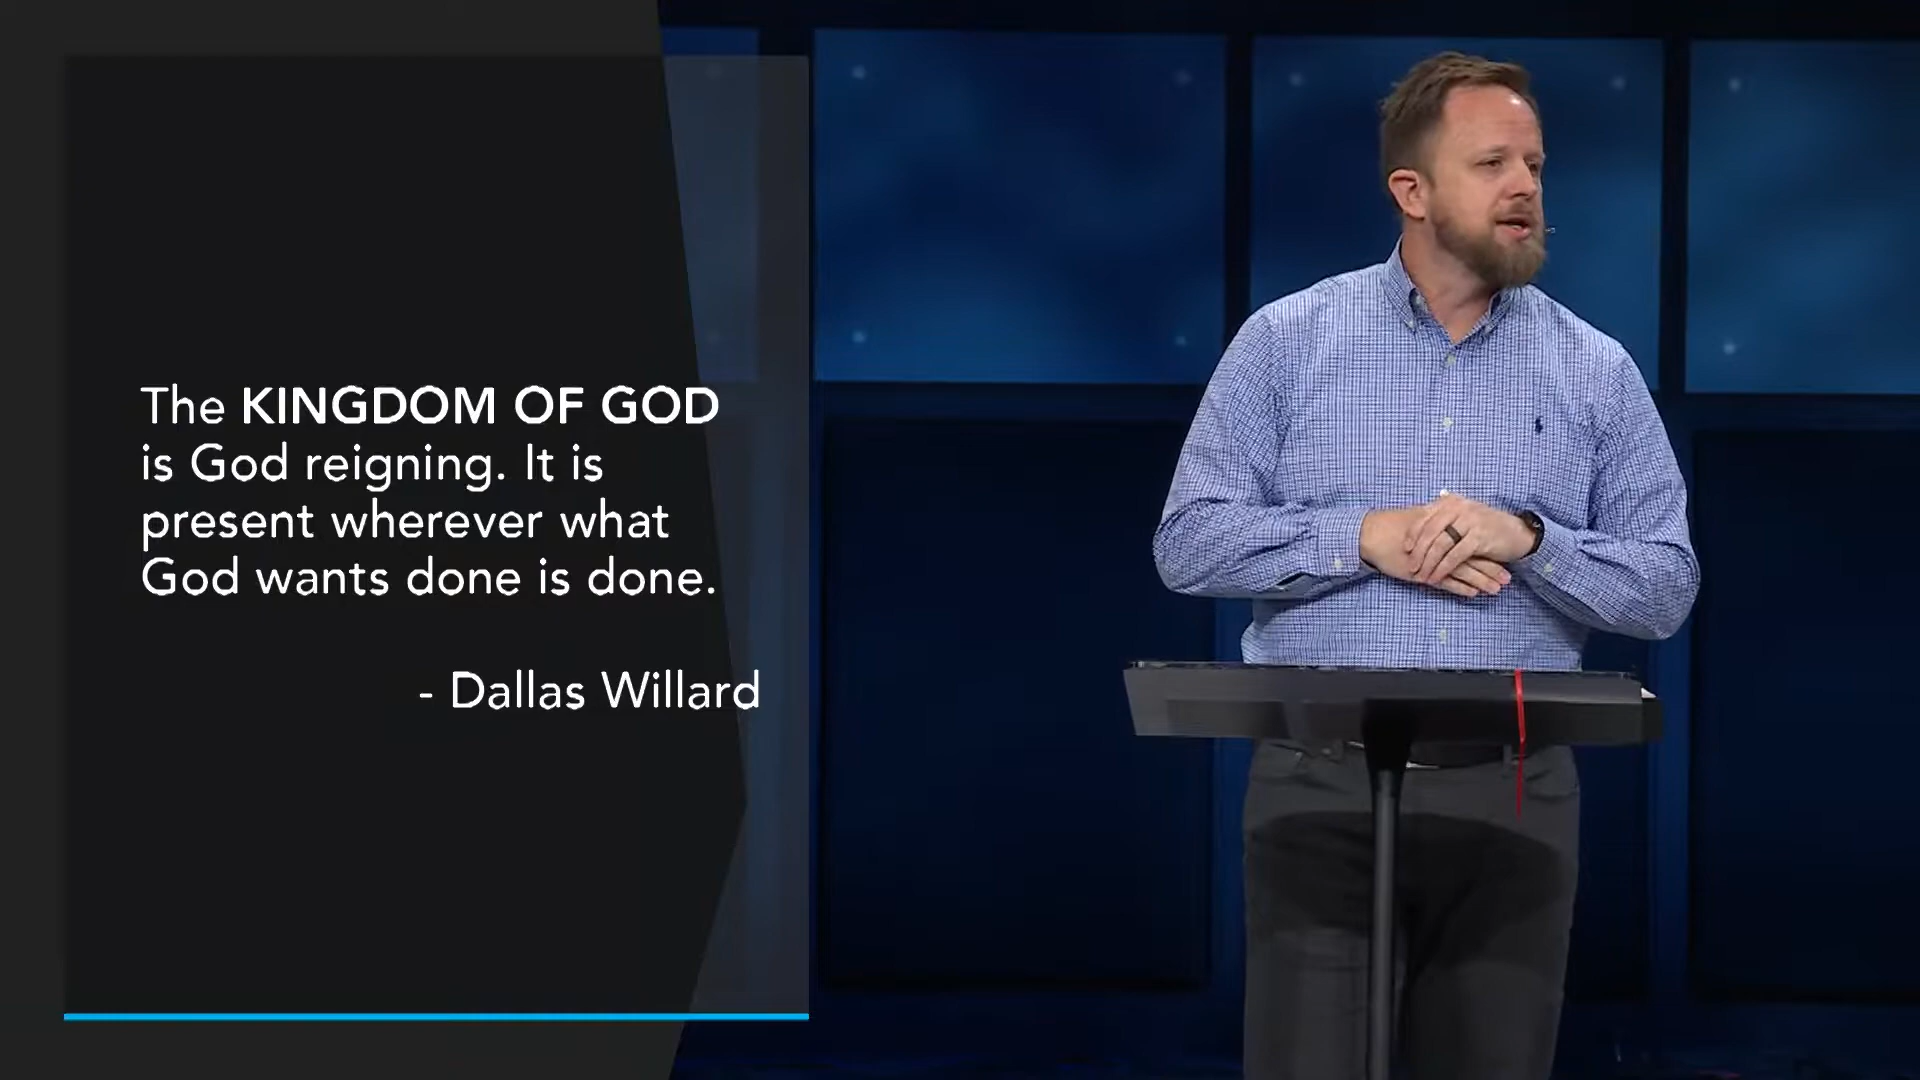 The KINGDOM OF GOD
is God reigning. It is
present wherever what
God wants done is done.
- Dallas Willard